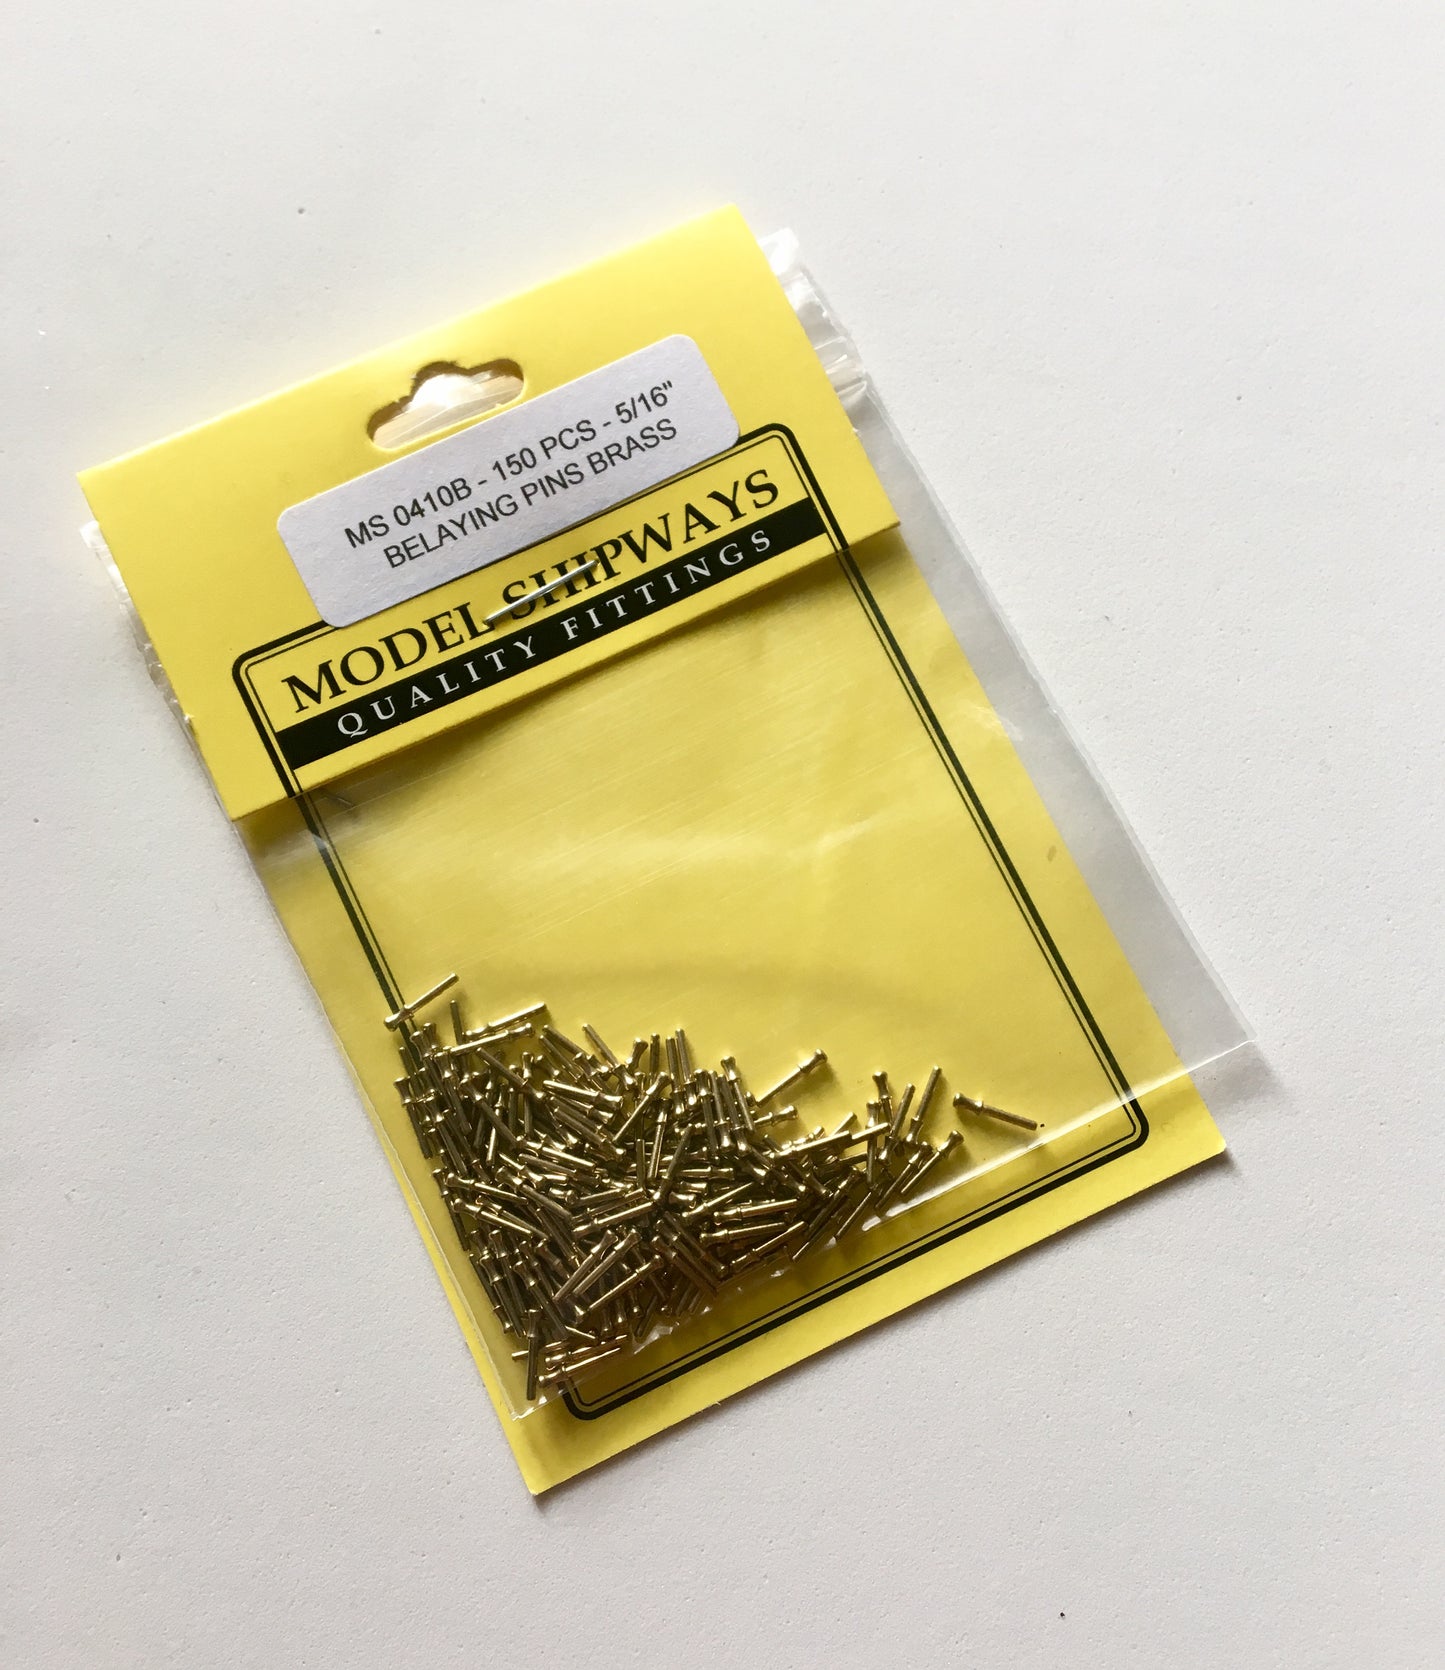 MS 0410B - 150 PCS - 5/16"
BELAYING PINS BRASS
MODEL SHIPWAYS
QUALITY FITTINGS